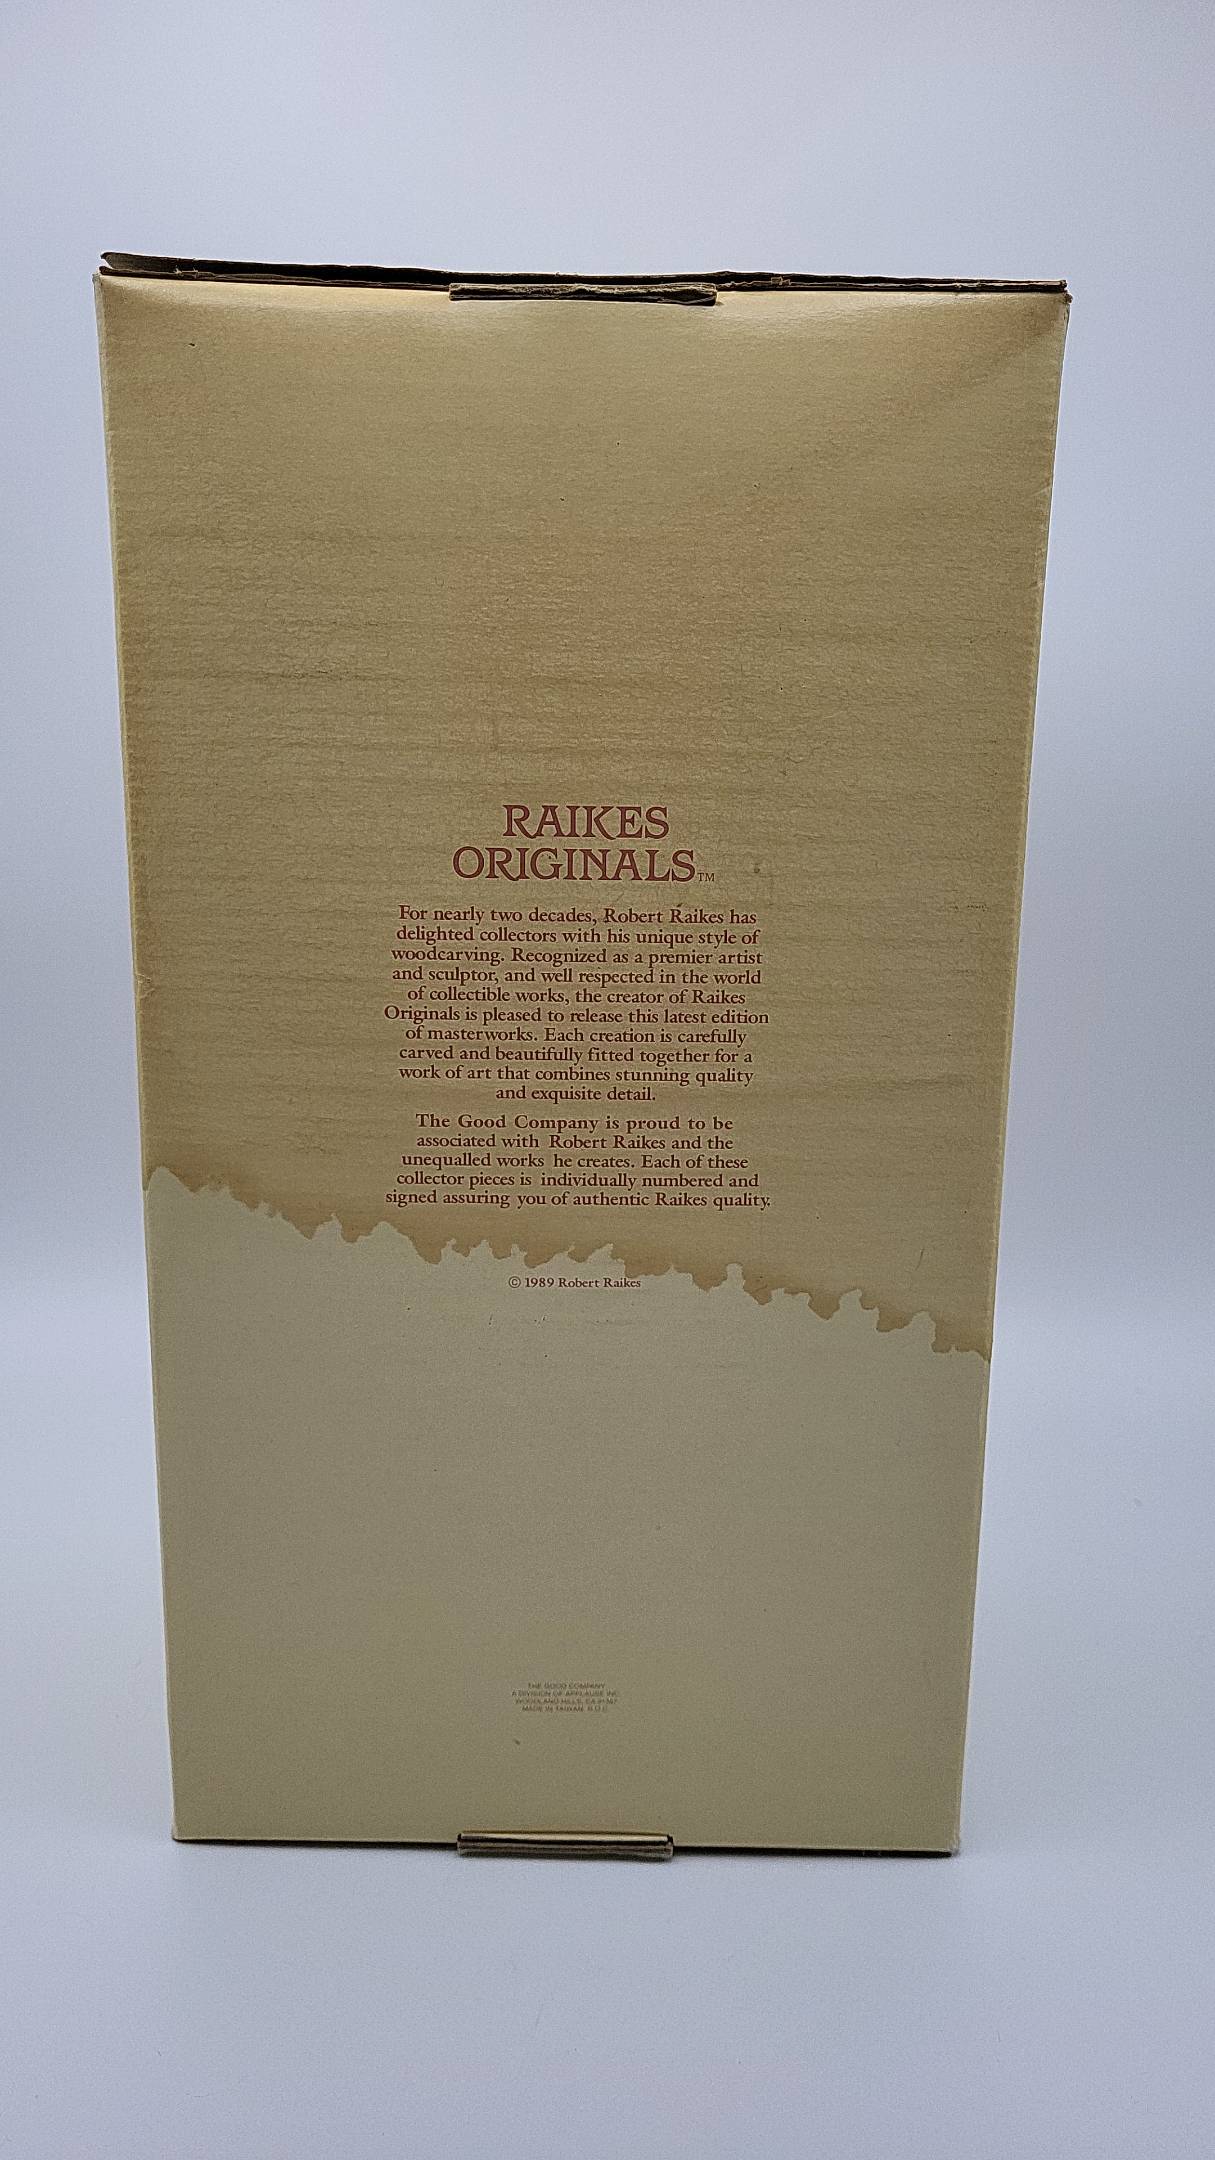 RAIKES
ORIGINALS™
For nearly two decades, Robert Raikes has
delighted collectors with his unique style of
woodcarving. Recognized as a premier artist
and sculptor, and well respected in the world
of collectible works, the creator of Raikes
Originals is pleased to release this latest edition
of masterworks. Each creation is carefully
carved and beautifully fitted together for a
work of art that combines stunning quality
and exquisite detail.
The Good Company is proud to be
associated with Robert Raikes and the
unequalled works he creates. Each of these
collector pieces is individually numbered and
signed assuring you of authentic Raikes quality.
© 1989 Robert Raikes
THE GOOD COMPANY
A DIVISION OF APPLAUSE INC.
WOODLAND HILLS, CA 91367
MADE IN TAIWAN R.O.C.